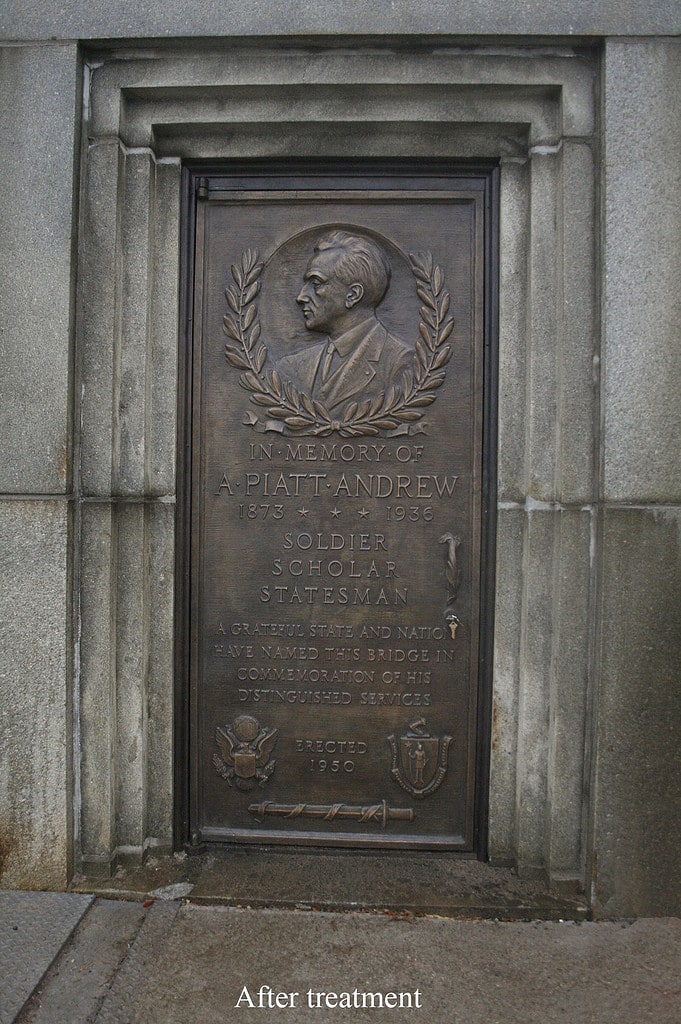 IN·MEMORY·OF
A·PIATT·ANDREW
1873 ★ ★ ★ 1936
SOLDIER
SCHOLAR
STATESMAN
A GRATEFUL STATE AND NATION
HAVE NAMED THIS BRIDGE IN
COMMEMORATION OF HIS
DISTINGUISHED SERVICES
ERECTED
1950
After treatment